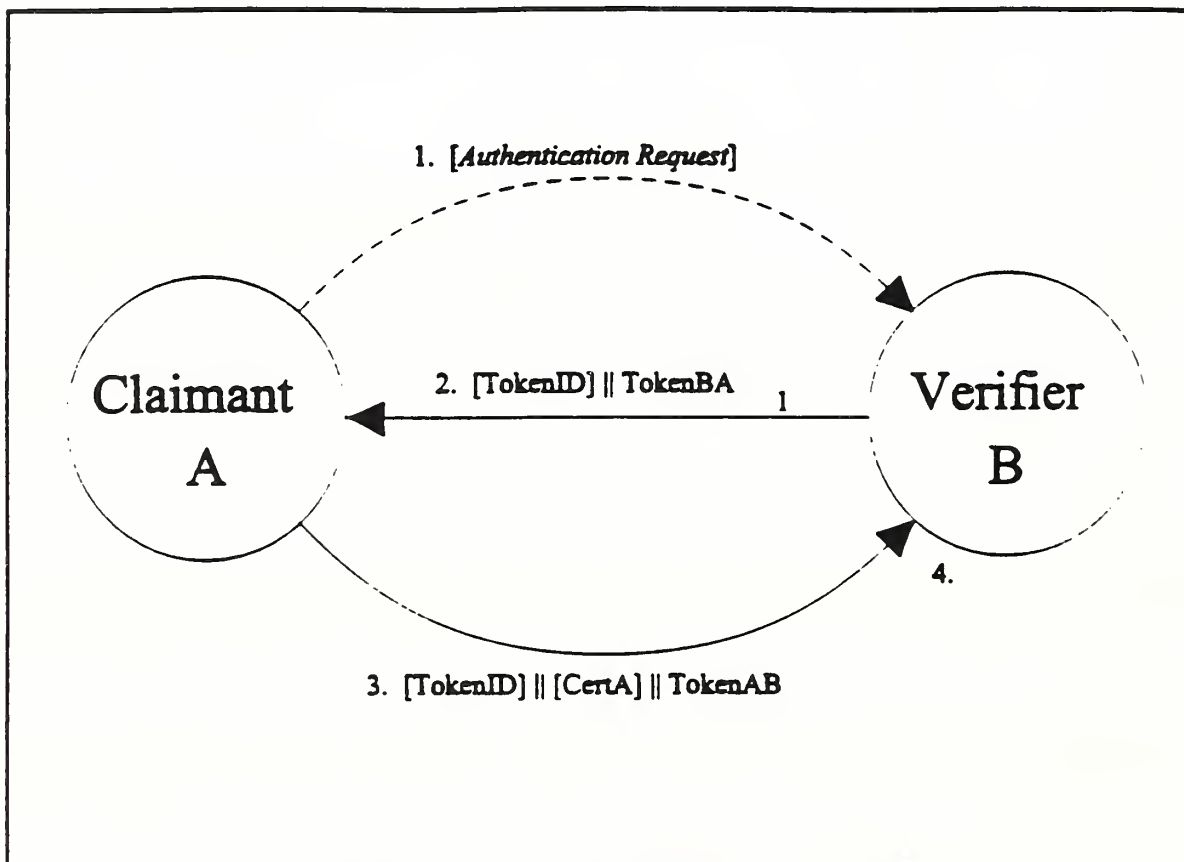 1. [Authentication Request]
2. [TokenID] || TokenBA
1
Claimant
A
Verifier
B
4.
3. [TokenID] || [CertA] || TokenAB